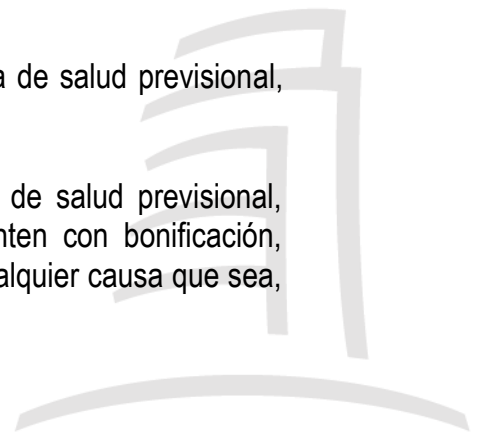 a de salud previsional,
de salud previsional,
nten con bonificación,
alquier causa que sea,